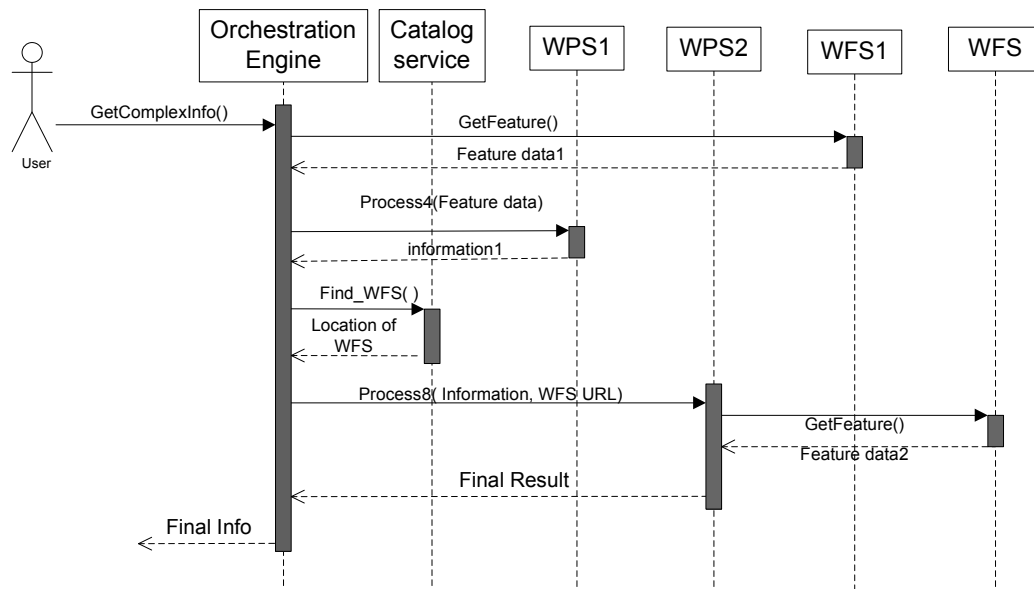 Orchestration
Engine
Catalog
service
WPS1
WPS2
WFS1
WFS
User
GetComplexInfo()
GetFeature()
Feature data1
Process4(Feature data)
information1
Find_WFS( )
Location of
WFS
Process8( Information, WFS URL)
GetFeature()
Feature data2
Final Result
Final Info